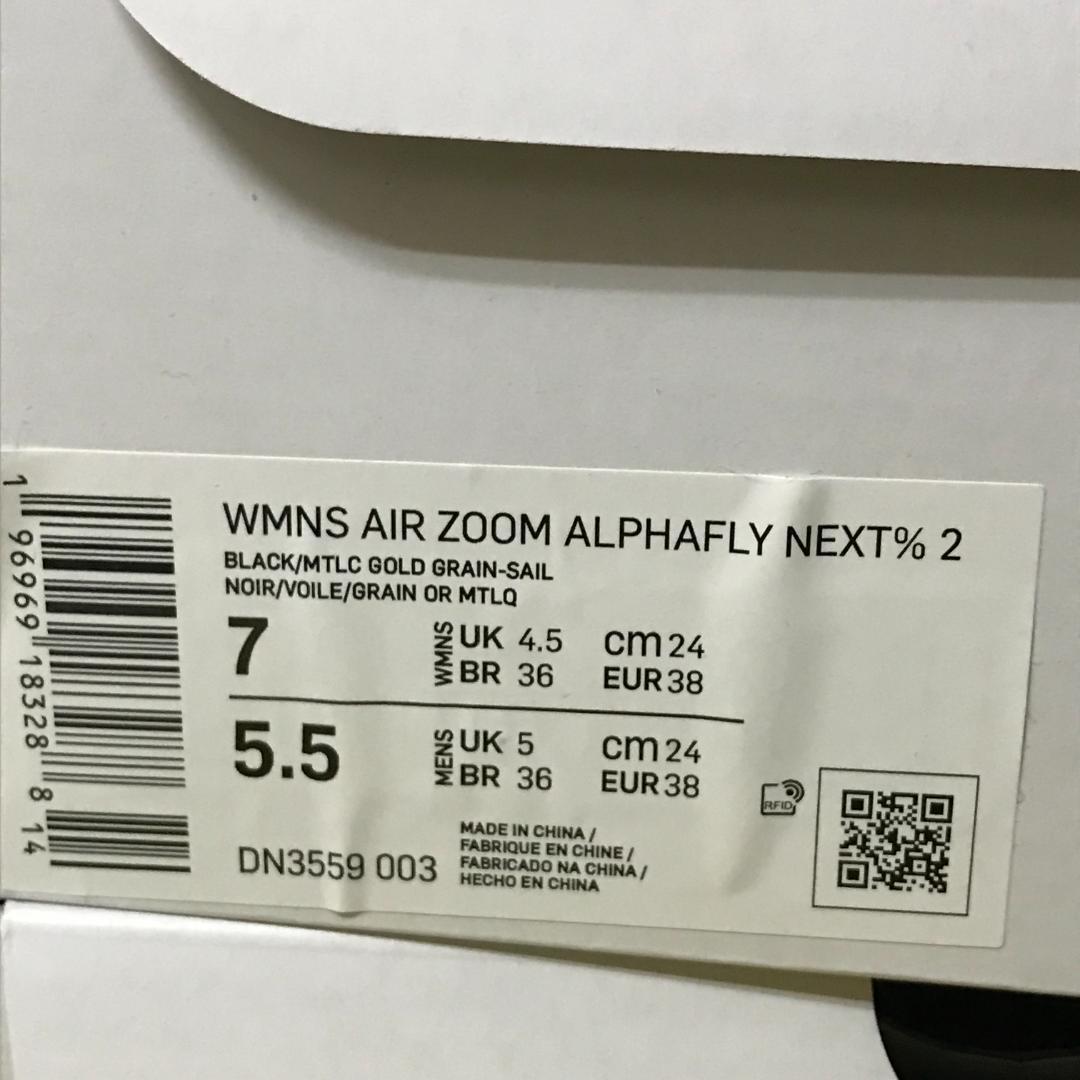 WMNS AIR ZOOM ALPHAFLY NEXT% 2
BLACK/MTLC GOLD GRAIN-SAIL
NOIR/VOILE/GRAIN OR MTLQ
7 WMNS UK 4.5 cm 24
BR 36 EUR 38
5.5 MENS UK 5 cm 24
BR 36 EUR 38
MADE IN CHINA /
FABRIQUE EN CHINE /
FABRICADO NA CHINA /
HECHO EN CHINA
DN3559 003
RFID
1 96969 18328 8 14